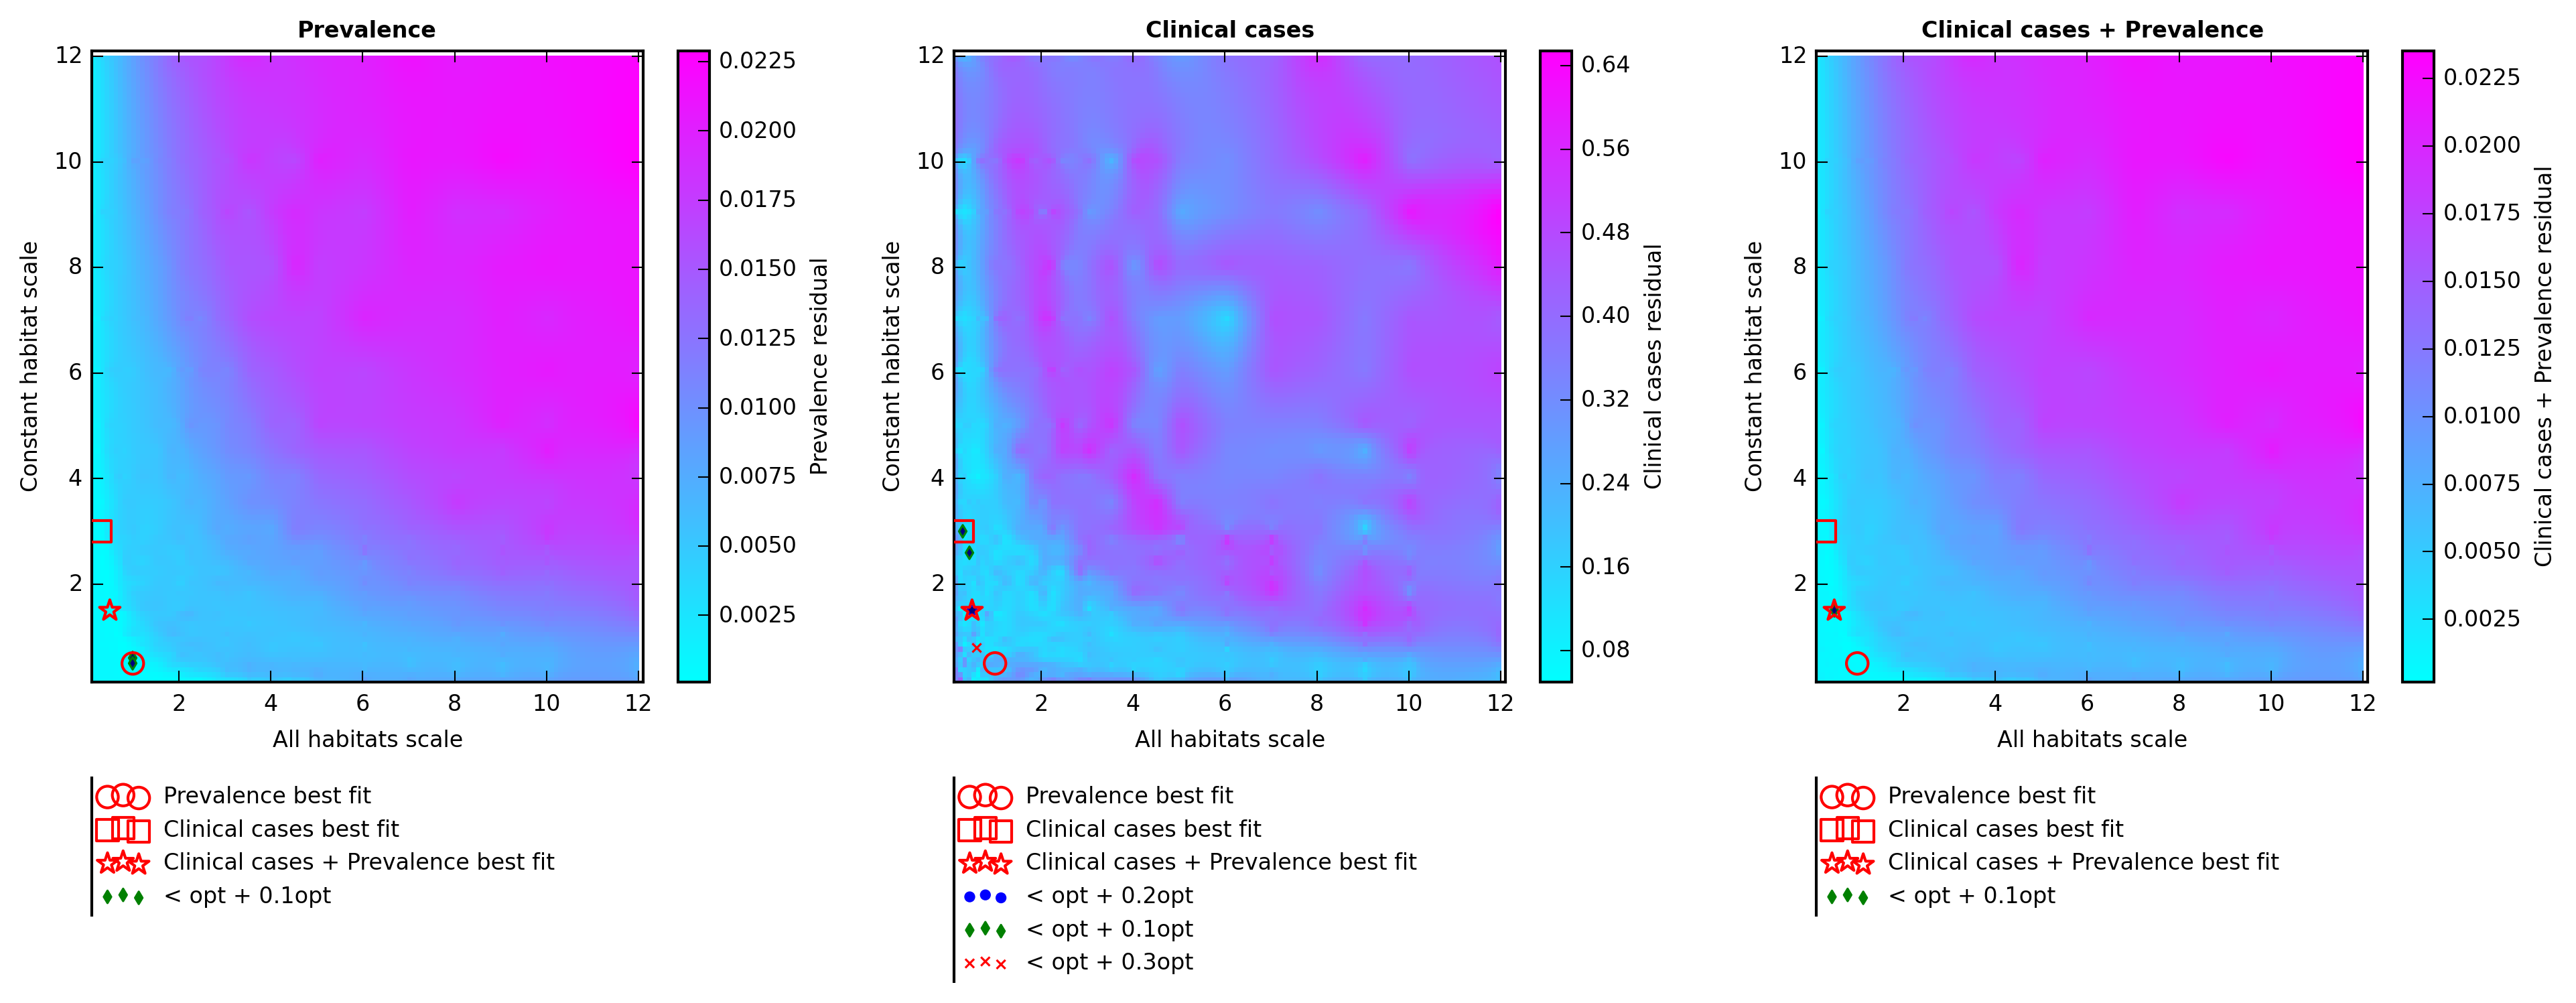 Prevalence
12
10
8
6
4
2
Constant habitat scale
2 4 6 8 10 12
All habitats scale
0.0225
0.0200
0.0175
0.0150
0.0125
0.0100
0.0075
0.0050
0.0025
Prevalence residual
Prevalence best fit
Clinical cases best fit
Clinical cases + Prevalence best fit
< opt + 0.1opt
Clinical cases
12
10
8
6
4
2
Constant habitat scale
2 4 6 8 10 12
All habitats scale
0.64
0.56
0.48
0.40
0.32
0.24
0.16
0.08
Clinical cases residual
Prevalence best fit
Clinical cases best fit
Clinical cases + Prevalence best fit
< opt + 0.2opt
< opt + 0.1opt
< opt + 0.3opt
Clinical cases + Prevalence
12
10
8
6
4
2
Constant habitat scale
2 4 6 8 10 12
All habitats scale
0.0225
0.0200
0.0175
0.0150
0.0125
0.0100
0.0075
0.0050
0.0025
Clinical cases + Prevalence residual
Prevalence best fit
Clinical cases best fit
Clinical cases + Prevalence best fit
< opt + 0.1opt